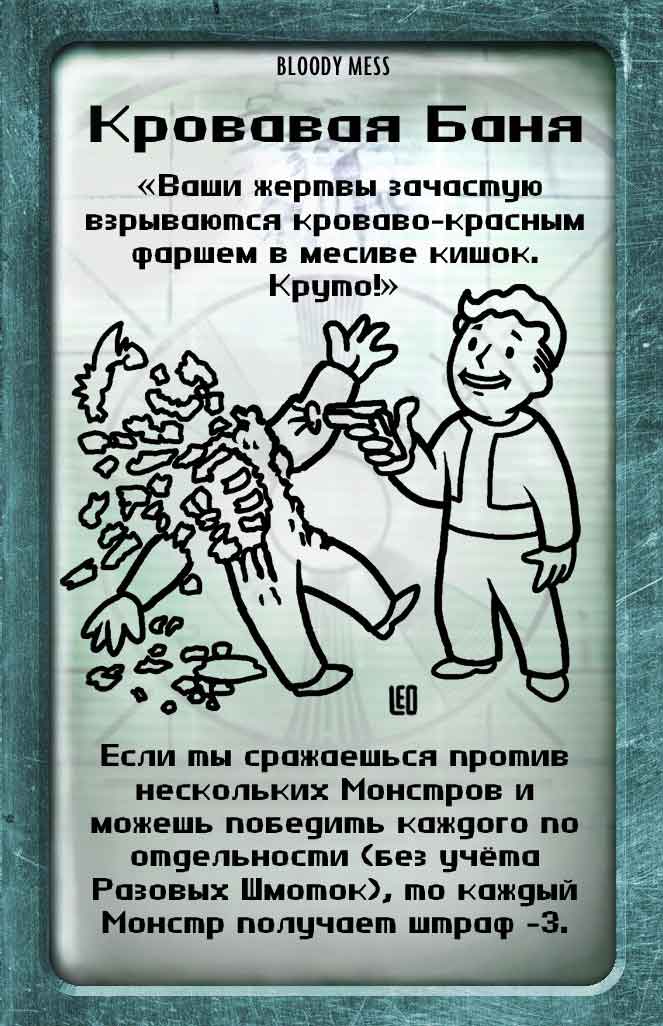 BLOODY MESS
Кровавая Баня
«Ваши жертвы зачастую
взрываются кроваво-красным
фаршем в месиве кишок.
Круто!»
LEO
Если ты сражаешься против
нескольких Монстров и
можешь победить каждого по
отдельности (без учёта
Разовых Шмоток), то каждый
Монстр получает штраф -3.